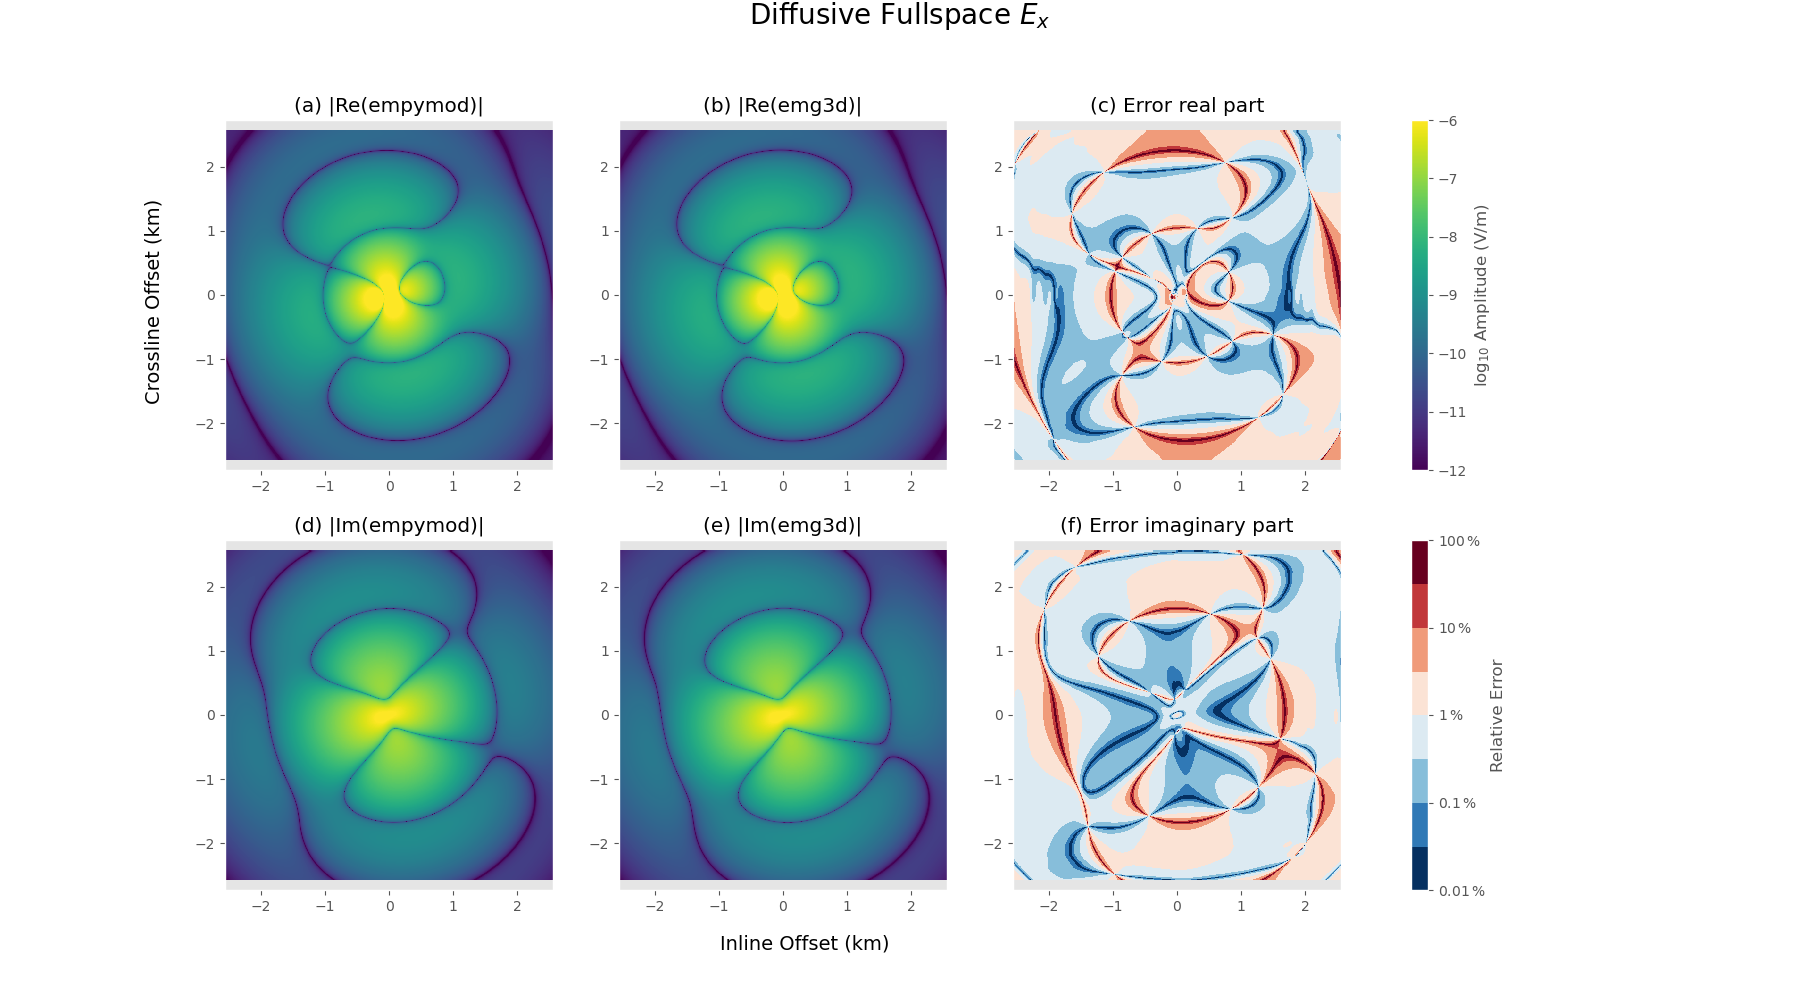 Diffusive Fullspace Eₓ
(a) |Re(empymod)|
(b) |Re(emg3d)|
(c) Error real part
Crossline Offset (km)
2
1
0
−1
−2
−2 −1 0 1 2
2
1
0
−1
−2
−2 −1 0 1 2
2
1
0
−1
−2
−2 −1 0 1 2
−6
−7
−8
−9
−10
−11
−12
log₁₀ Amplitude (V/m)
(d) |Im(empymod)|
(e) |Im(emg3d)|
(f) Error imaginary part
2
1
0
−1
−2
−2 −1 0 1 2
2
1
0
−1
−2
−2 −1 0 1 2
2
1
0
−1
−2
−2 −1 0 1 2
100 %
10 %
1 %
0.1 %
0.01 %
Relative Error
Inline Offset (km)